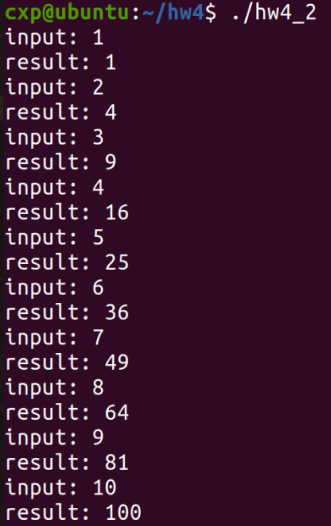 cxp@ubuntu:~/hw4$ ./hw4_2
input: 1
result: 1
input: 2
result: 4
input: 3
result: 9
input: 4
result: 16
input: 5
result: 25
input: 6
result: 36
input: 7
result: 49
input: 8
result: 64
input: 9
result: 81
input: 10
result: 100